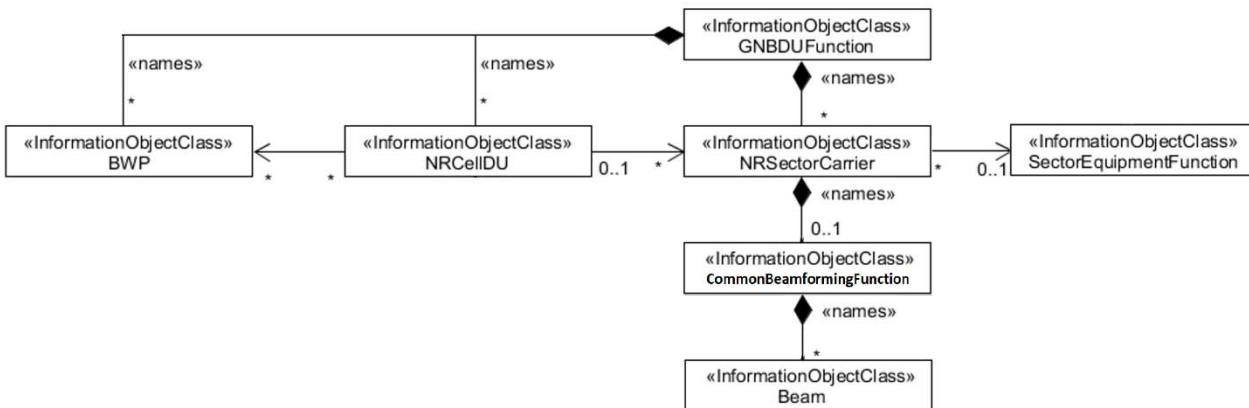 «InformationObjectClass»
GNBDUFunction
«names»
«names»
«names»
*
*
*
«InformationObjectClass»
BWP
«InformationObjectClass»
NRCellDU
«InformationObjectClass»
NRSectorCarrier
«InformationObjectClass»
SectorEquipmentFunction
*
*
0..1
*
*
0..1
«names»
0..1
«InformationObjectClass»
CommonBeamformingFunction
«names»
*
«InformationObjectClass»
Beam